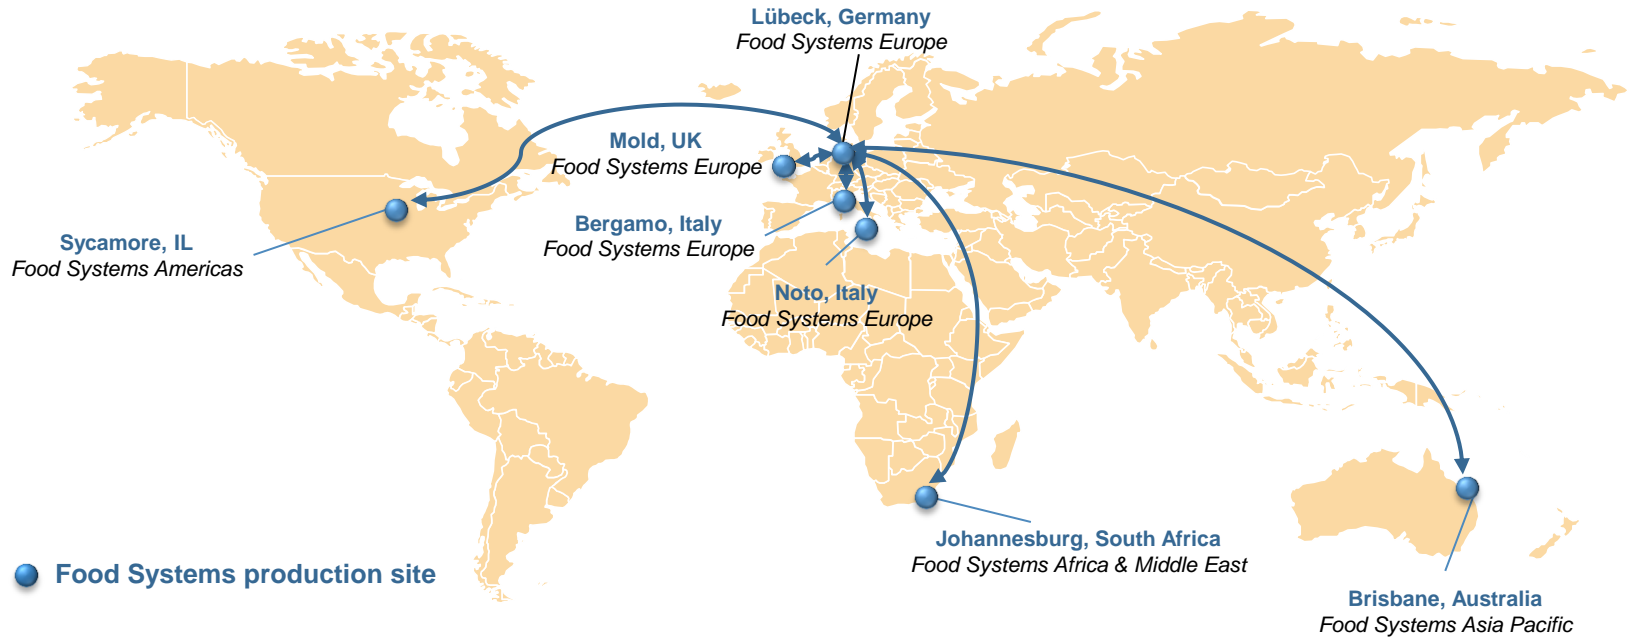 Lübeck, Germany
Food Systems Europe
Mold, UK
Food Systems Europe
Bergamo, Italy
Food Systems Europe
Sycamore, IL
Food Systems Americas
Noto, Italy
Food Systems Europe
Johannesburg, South Africa
Food Systems Africa & Middle East
Food Systems production site
Brisbane, Australia
Food Systems Asia Pacific